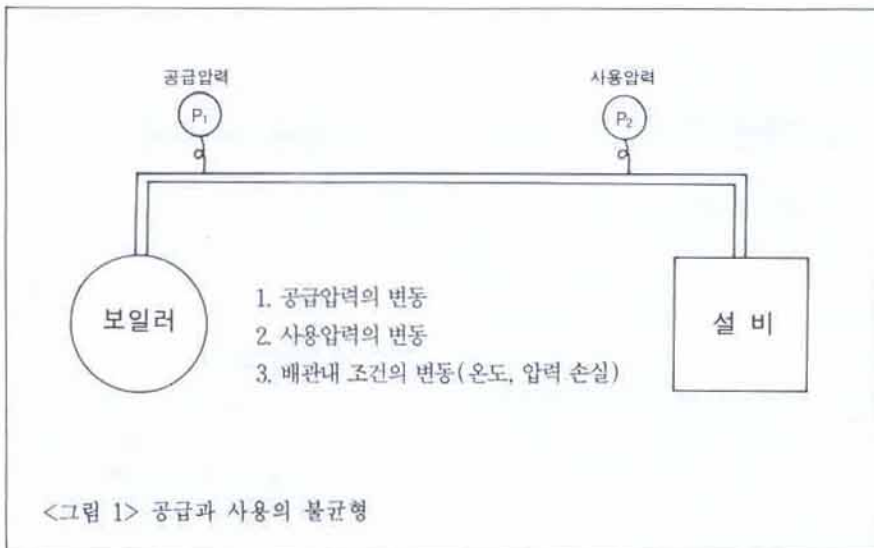 공급압력
사용압력
P₁
P₂
보일러
1. 공급압력의 변동
2. 사용압력의 변동
3. 배관내 조건의 변동(온도, 압력 손실)
설 비
<그림 1> 공급과 사용의 불균형